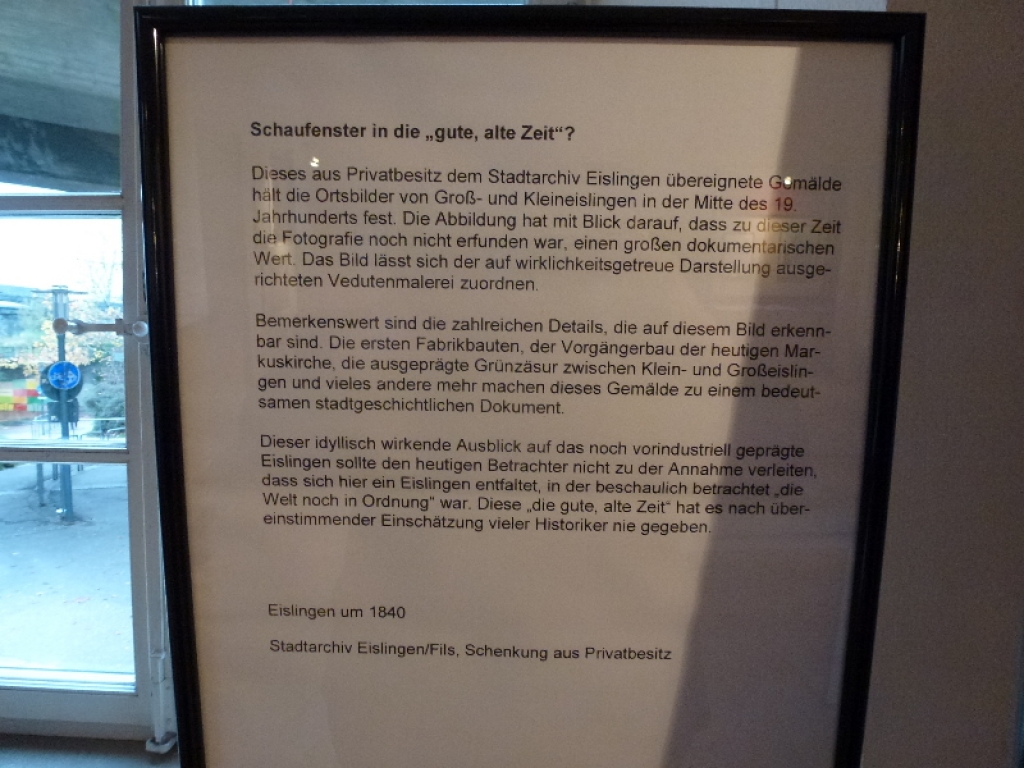 Schaufenster in die „gute, alte Zeit“?
Dieses aus Privatbesitz dem Stadtarchiv Eislingen übereignete Gemälde
hält die Ortsbilder von Groß- und Kleineislingen in der Mitte des 19.
Jahrhunderts fest. Die Abbildung hat mit Blick darauf, dass zu dieser Zeit
die Fotografie noch nicht erfunden war, einen großen dokumentarischen
Wert. Das Bild lässt sich der auf wirklichkeitsgetreue Darstellung ausge-
richteten Vedutenmalerei zuordnen.
Bemerkenswert sind die zahlreichen Details, die auf diesem Bild erkenn-
bar sind. Die ersten Fabrikbauten, der Vorgängerbau der heutigen Mar-
kuskirche, die ausgeprägte Grünzäsur zwischen Klein- und Großeislin-
gen und vieles andere mehr machen dieses Gemälde zu einem bedeut-
samen stadtgeschichtlichen Dokument.
Dieser idyllisch wirkende Ausblick auf das noch vorindustriell geprägte
Eislingen sollte den heutigen Betrachter nicht zu der Annahme verleiten,
dass sich hier ein Eislingen entfaltet, in der beschaulich betrachtet „die
Welt noch in Ordnung“ war. Diese „die gute, alte Zeit“ hat es nach über-
einstimmender Einschätzung vieler Historiker nie gegeben.
Eislingen um 1840
Stadtarchiv Eislingen/Fils, Schenkung aus Privatbesitz